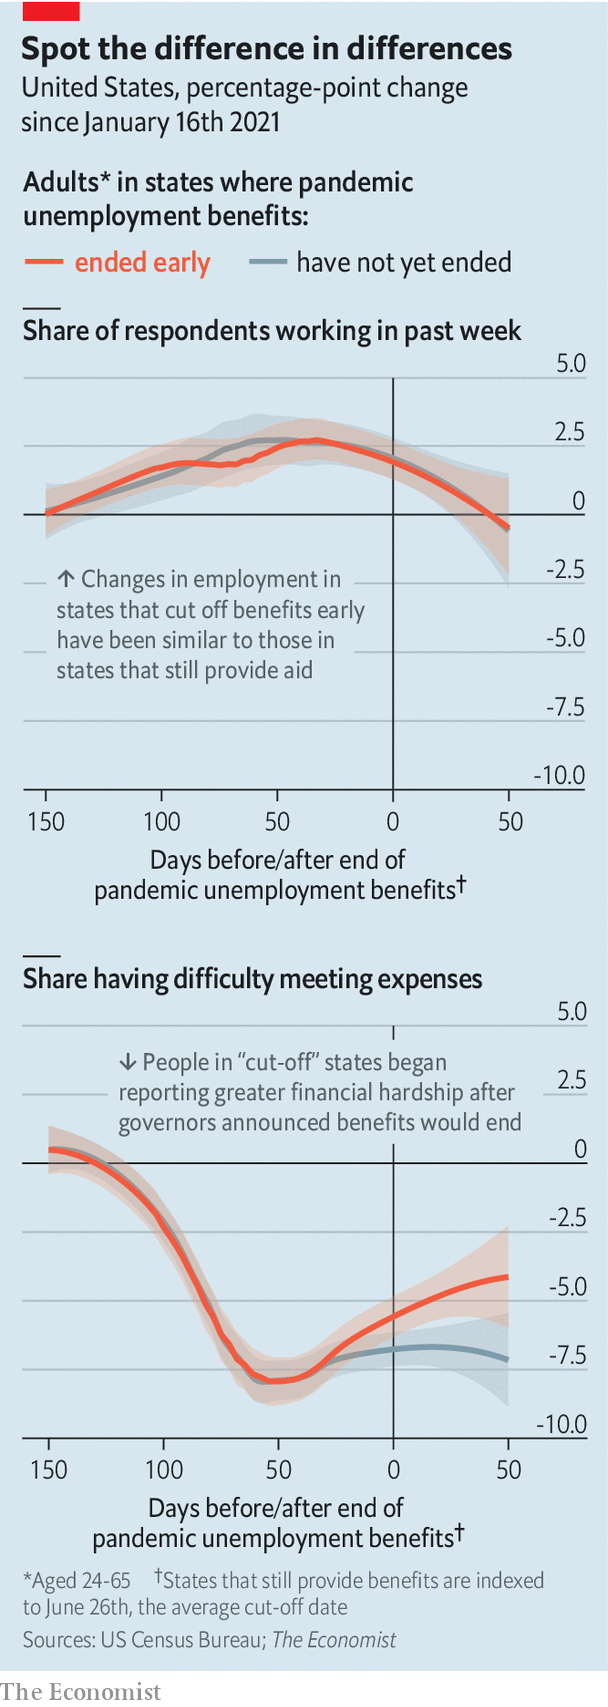 Spot the difference in differences
United States, percentage-point change
since January 16th 2021
Adults* in states where pandemic
unemployment benefits:
ended early have not yet ended
Share of respondents working in past week
5.0
2.5
0
-2.5
-5.0
-7.5
-10.0
↑ Changes in employment in
states that cut off benefits early
have been similar to those in
states that still provide aid
150 100 50 0 50
Days before/after end of
pandemic unemployment benefits†
Share having difficulty meeting expenses
5.0
2.5
0
-2.5
-5.0
-7.5
-10.0
↓ People in “cut-off” states began
reporting greater financial hardship after
governors announced benefits would end
150 100 50 0 50
Days before/after end of
pandemic unemployment benefits†
*Aged 24-65 †States that still provide benefits are indexed
to June 26th, the average cut-off date
Sources: US Census Bureau; The Economist
The Economist